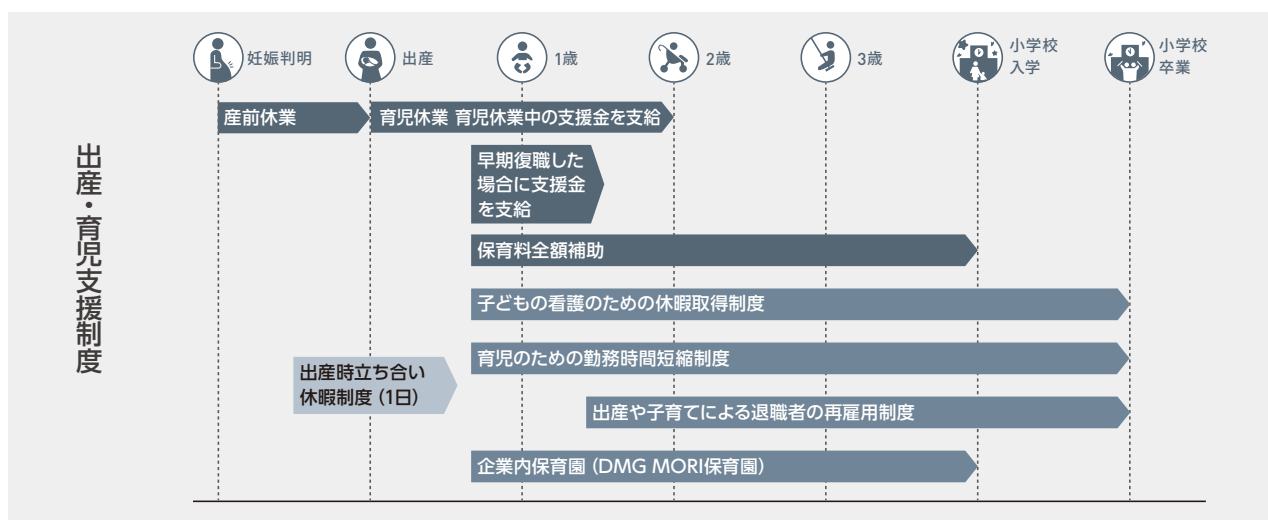 妊娠判明
出産
1歳
2歳
3歳
小学校
入学
小学校
卒業
出産・育児支援制度
産前休業
育児休業 育児休業中の支援金を支給
早期復職した
場合に支援金
を支給
保育料全額補助
子どもの看護のための休暇取得制度
育児のための勤務時間短縮制度
出産時立ち合い
休暇制度（1日）
出産や子育てによる退職者の再雇用制度
企業内保育園（DMG MORI保育園）